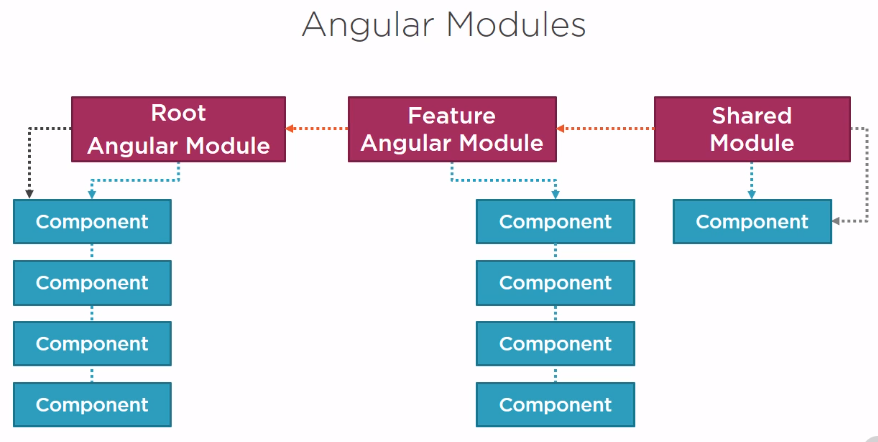 Angular Modules
Root
Angular Module
Feature
Angular Module
Shared
Module
Component
Component
Component
Component
Component
Component
Component
Component
Component